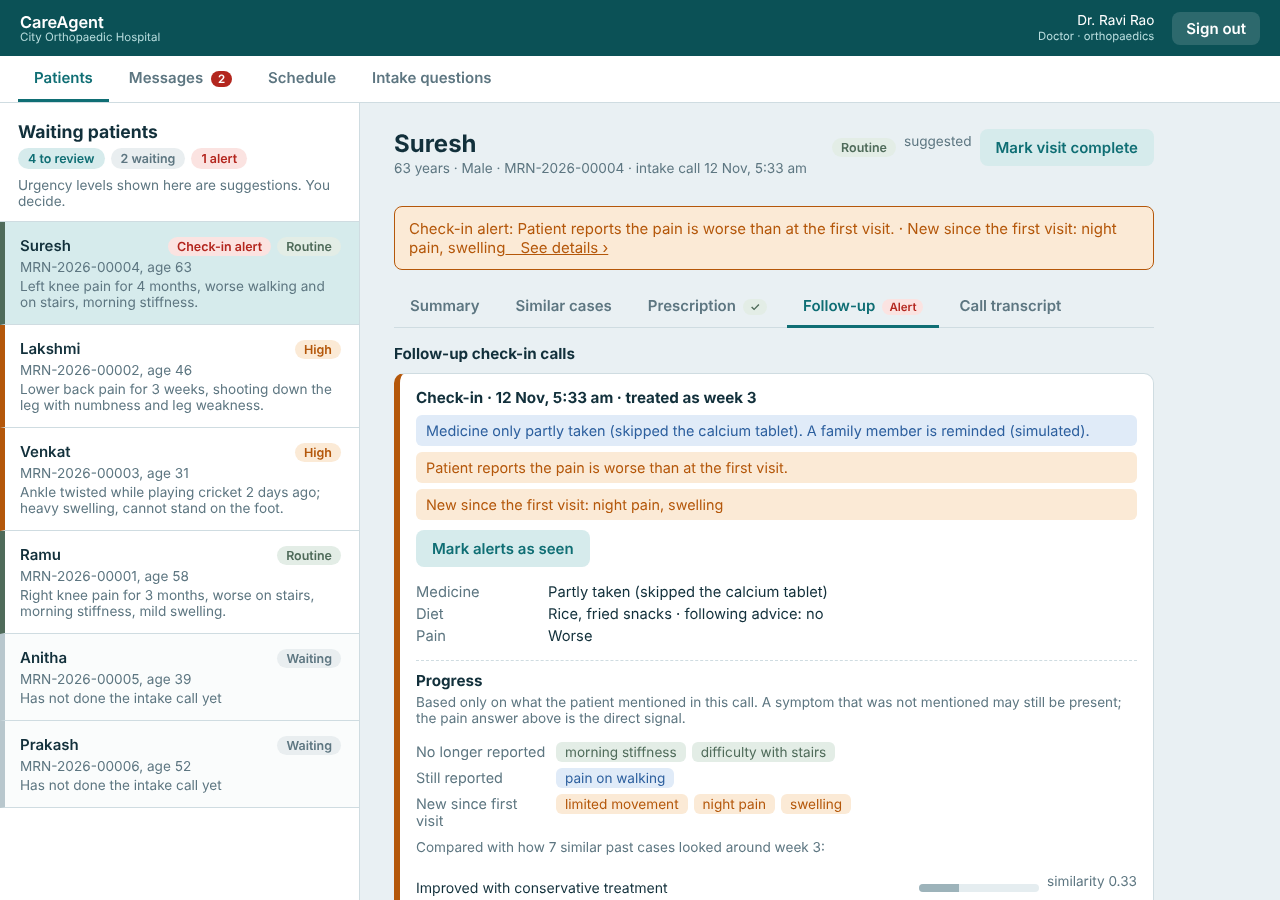 CareAgent
City Orthopaedic Hospital
Dr. Ravi Rao
Doctor · orthopaedics
Sign out
Patients
Messages 2
Schedule
Intake questions
Waiting patients
4 to review
2 waiting
1 alert
Urgency levels shown here are suggestions. You
decide.
Suresh
Check-in alert
Routine
MRN-2026-00004, age 63
Left knee pain for 4 months, worse walking and
on stairs, morning stiffness.
Lakshmi
High
MRN-2026-00002, age 46
Lower back pain for 3 weeks, shooting down the
leg with numbness and leg weakness.
Venkat
High
MRN-2026-00003, age 31
Ankle twisted while playing cricket 2 days ago;
heavy swelling, cannot stand on the foot.
Ramu
Routine
MRN-2026-00001, age 58
Right knee pain for 3 months, worse on stairs,
morning stiffness, mild swelling.
Anitha
Waiting
MRN-2026-00005, age 39
Has not done the intake call yet
Prakash
Waiting
MRN-2026-00006, age 52
Has not done the intake call yet
Suresh
63 years · Male · MRN-2026-00004 · intake call 12 Nov, 5:33 am
Routine
suggested
Mark visit complete
Check-in alert: Patient reports the pain is worse than at the first visit. · New since the first visit: night
pain, swelling See details ›
Summary
Similar cases
Prescription ✓
Follow-up Alert
Call transcript
Follow-up check-in calls
Check-in · 12 Nov, 5:33 am · treated as week 3
Medicine only partly taken (skipped the calcium tablet). A family member is reminded (simulated).
Patient reports the pain is worse than at the first visit.
New since the first visit: night pain, swelling
Mark alerts as seen
Medicine Partly taken (skipped the calcium tablet)
Diet Rice, fried snacks · following advice: no
Pain Worse
Progress
Based only on what the patient mentioned in this call. A symptom that was not mentioned may still be present;
the pain answer above is the direct signal.
No longer reported morning stiffness difficulty with stairs
Still reported pain on walking
New since first
visit
limited movement night pain swelling
Compared with how 7 similar past cases looked around week 3:
Improved with conservative treatment
similarity 0.33